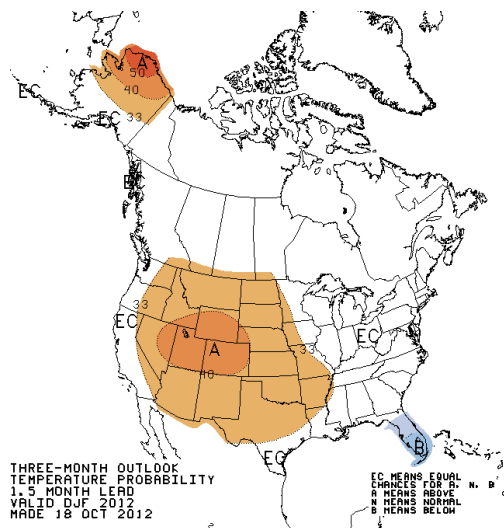 A
50
EC
40
33
EC
EC
33
EC
EC
A
33
40
EC
B
THREE-MONTH OUTLOOK
TEMPERATURE PROBABILITY
1.5 MONTH LEAD
VALID DJF 2012
MADE 18 OCT 2012
EC MEANS EQUAL
CHANCES FOR A, N, B
A MEANS ABOVE
N MEANS NORMAL
B MEANS BELOW